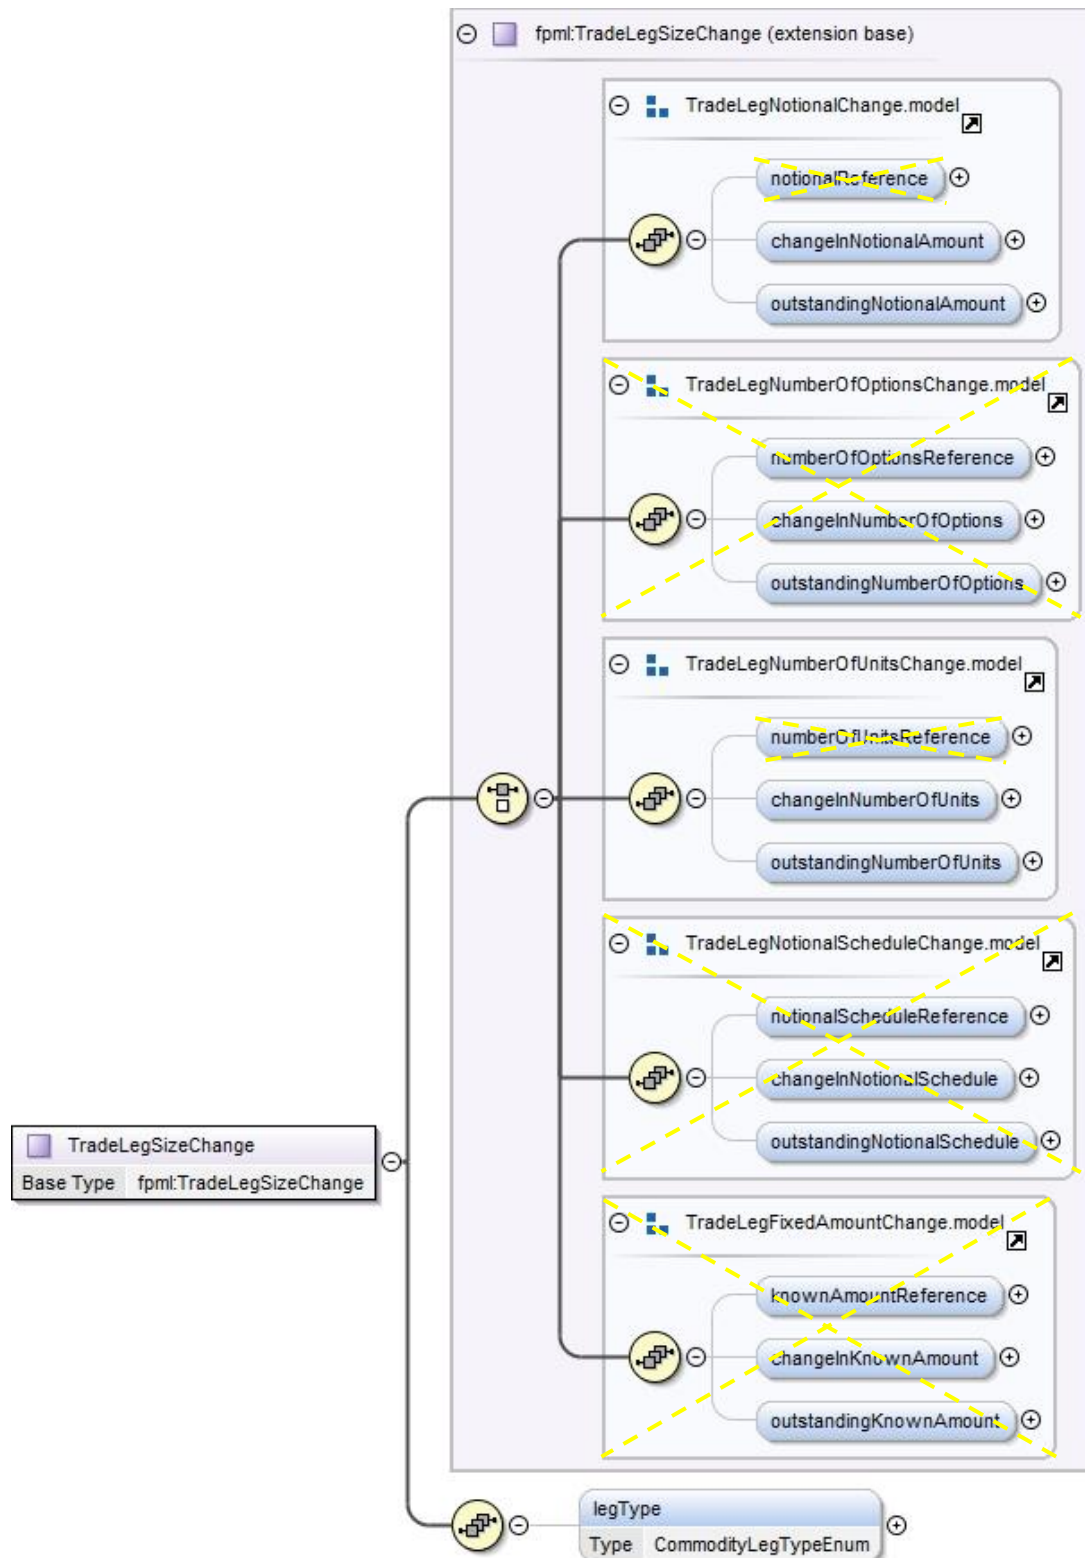 fpml:TradeLegSizeChange (extension base)
TradeLegNotionalChange.model
notionalReference
changeInNotionalAmount
outstandingNotionalAmount
TradeLegNumberOfOptionsChange.model
numberOfOptionsReference
changeInNumberOfOptions
outstandingNumberOfOptions
TradeLegNumberOfUnitsChange.model
numberOfUnitsReference
changeInNumberOfUnits
outstandingNumberOfUnits
TradeLegNotionalScheduleChange.model
notionalScheduleReference
changeInNotionalSchedule
outstandingNotionalSchedule
TradeLegSizeChange
Base Type fpml:TradeLegSizeChange
TradeLegFixedAmountChange.model
knownAmountReference
changeInKnownAmount
outstandingKnownAmount
legType
Type CommodityLegTypeEnum